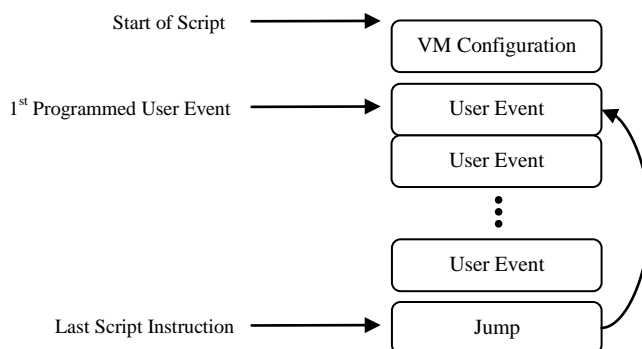 Start of Script
VM Configuration
1st Programmed User Event
User Event
User Event
User Event
Last Script Instruction
Jump